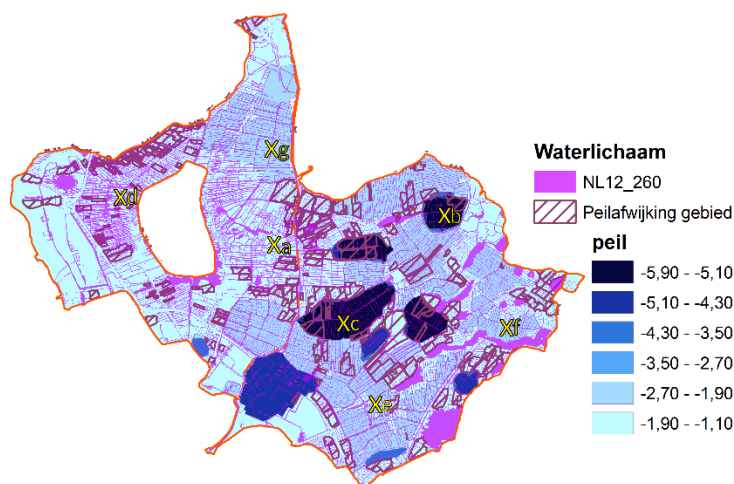 Xg
Xd
Xb
Xa
Xc
Xf
Xe
Waterlichaam
NL12_260
Peilafwijking gebied
peil
-5,90 - -5,10
-5,10 - -4,30
-4,30 - -3,50
-3,50 - -2,70
-2,70 - -1,90
-1,90 - -1,10